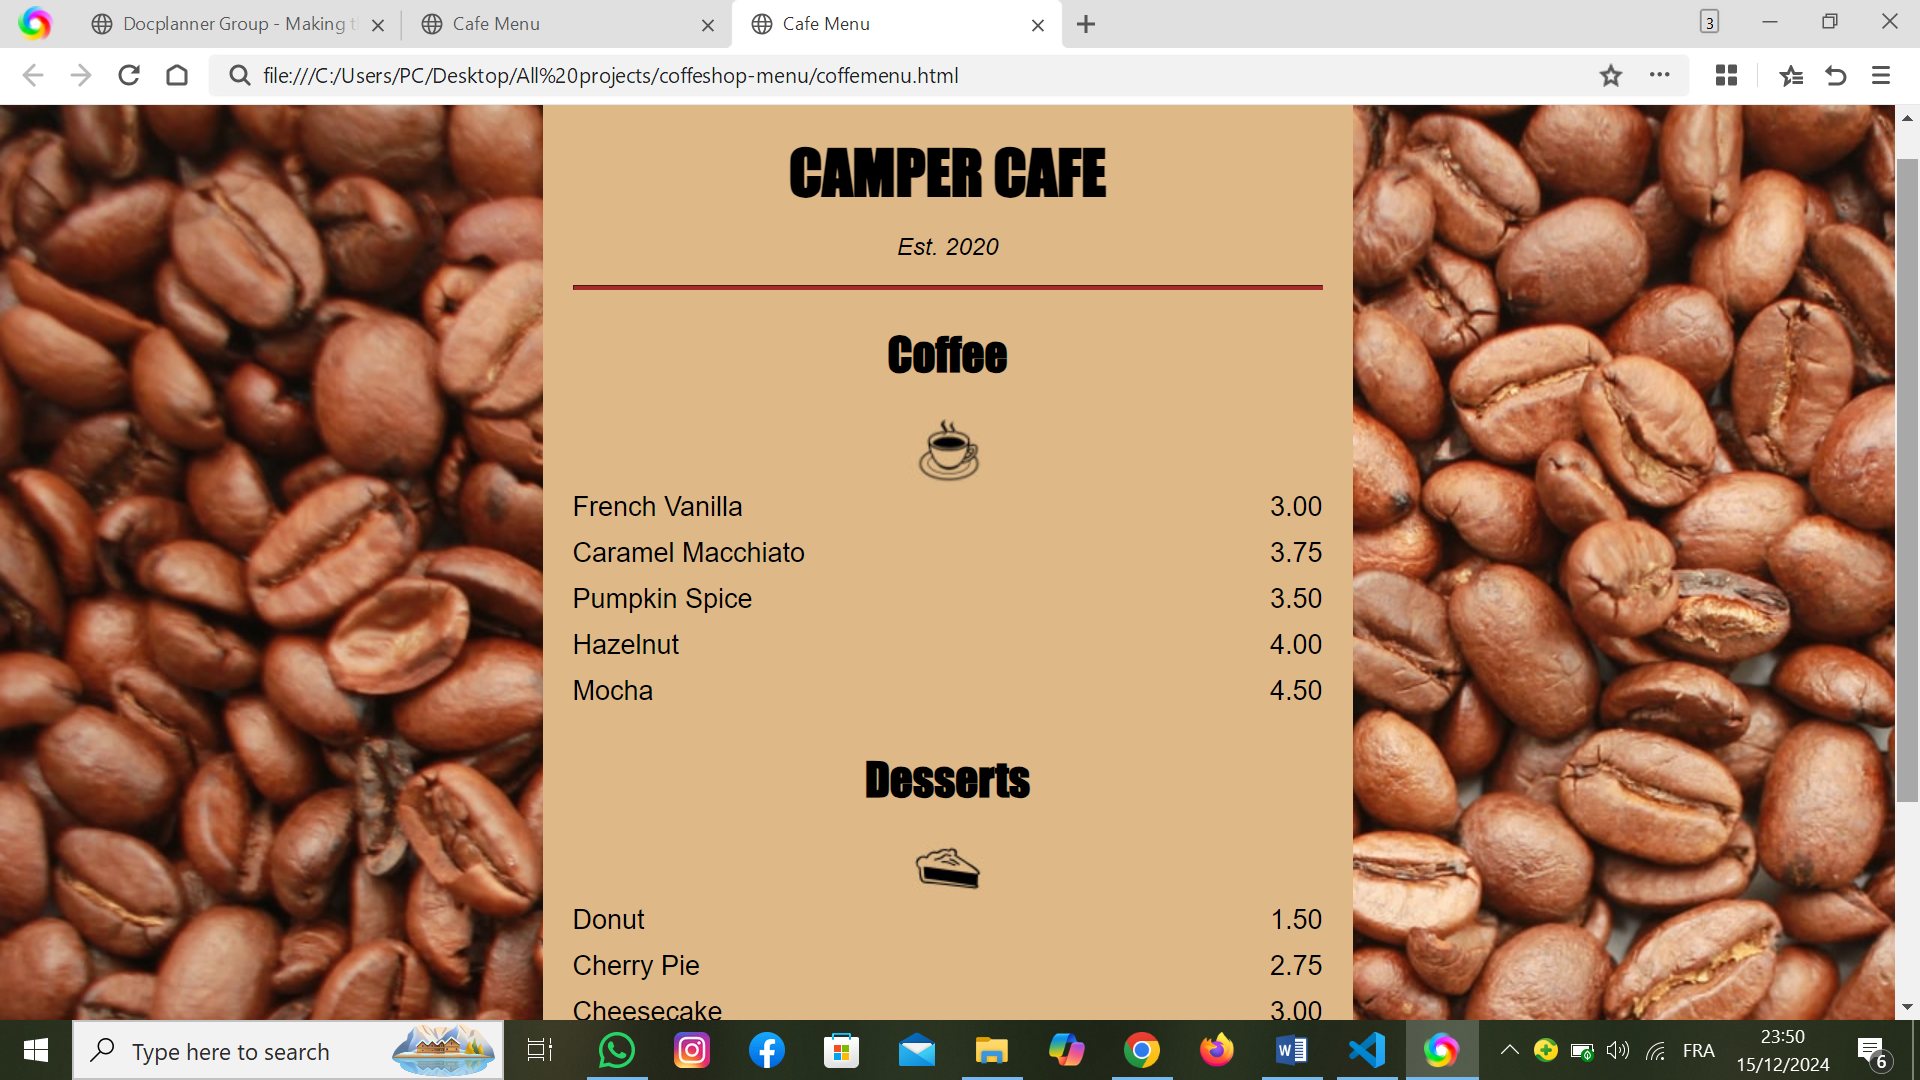 Docplanner Group - Making t
Cafe Menu
Cafe Menu
3
file:///C:/Users/PC/Desktop/All%20projects/coffeshop-menu/coffemenu.html
CAMPER CAFE
Est. 2020
Coffee
French Vanilla 3.00
Caramel Macchiato 3.75
Pumpkin Spice 3.50
Hazelnut 4.00
Mocha 4.50
Desserts
Donut 1.50
Cherry Pie 2.75
Cheesecake 3.00
Type here to search
FRA
23:50
15/12/2024
6